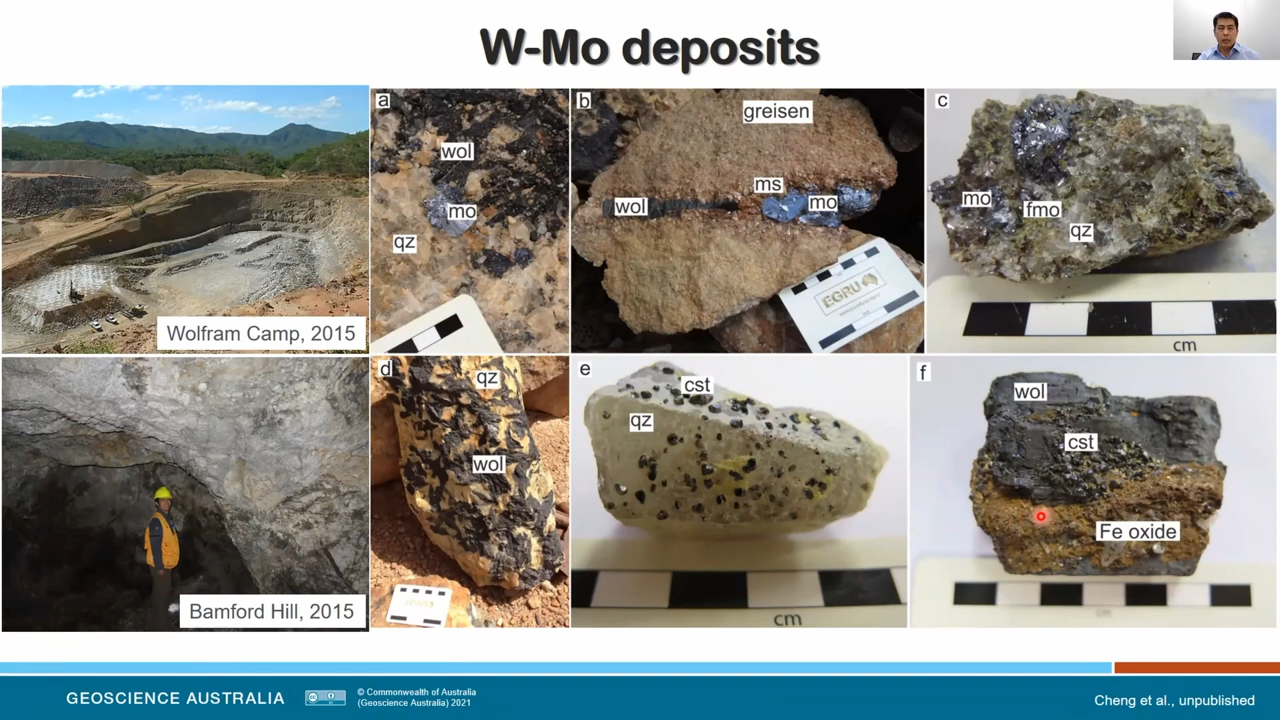 W-Mo deposits
Wolfram Camp, 2015
a
wol
mo
qz
b
greisen
ms
wol
mo
EGRU
c
mo
fmo
qz
cm
Bamford Hill, 2015
d
qz
wol
e
cst
qz
cm
f
wol
cst
Fe oxide
cm
GEOSCIENCE AUSTRALIA
© Commonwealth of Australia
(Geoscience Australia) 2021
Cheng et al., unpublished